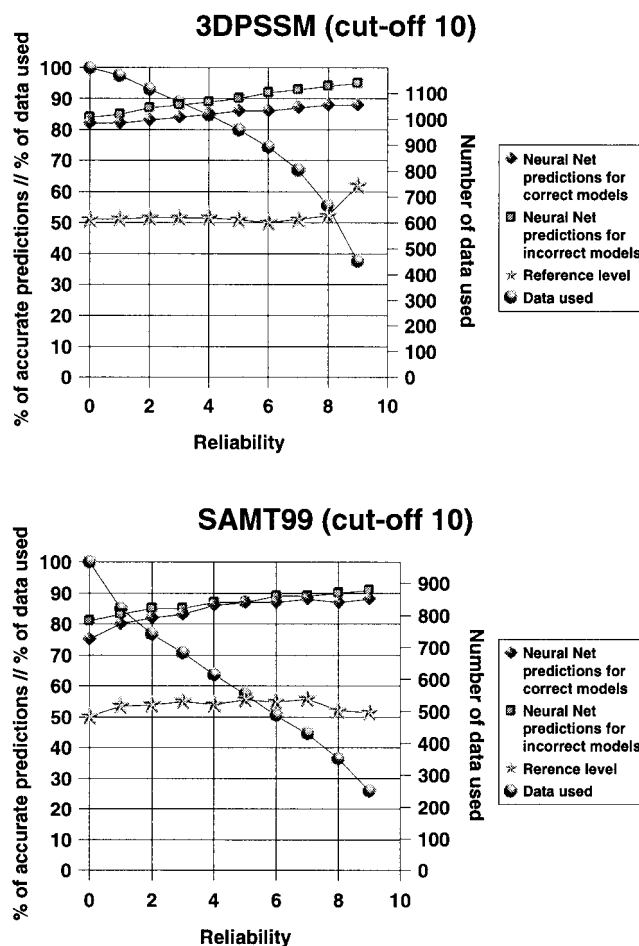 3DPSSM (cut-off 10)
% of accurate predictions // % of data used
100
90
80
70
60
50
40
30
20
10
0
1100
1000
900
800
700
600
500
400
300
200
100
0
Number of data used
0 2 4 6 8 10
Reliability
Neural Net
predictions for
correct models
Neural Net
predictions for
incorrect models
Reference level
Data used
SAMT99 (cut-off 10)
% of accurate predictions // % of data used
100
90
80
70
60
50
40
30
20
10
0
900
800
700
600
500
400
300
200
100
0
Number of data used
0 2 4 6 8 10
Reliability
Neural Net
predictions for
correct models
Neural Net
predictions for
incorrect models
Rerence level
Data used